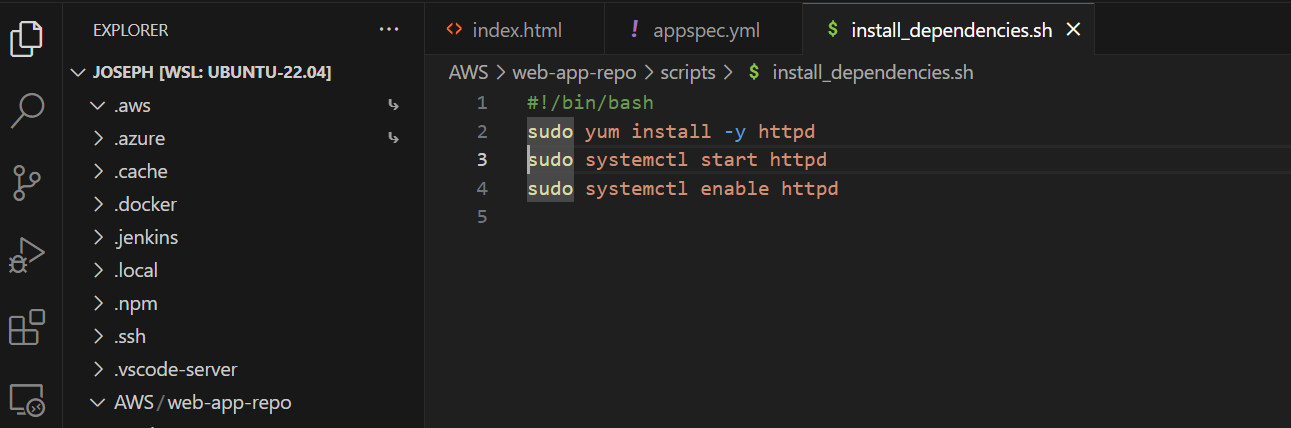 EXPLORER
JOSEPH [WSL: UBUNTU-22.04]
.aws
.azure
.cache
.docker
.jenkins
.local
.npm
.ssh
.vscode-server
AWS/web-app-repo
index.html
! appspec.yml
$ install_dependencies.sh
AWS > web-app-repo > scripts > $ install_dependencies.sh
1 #!/bin/bash
2 sudo yum install -y httpd
3 sudo systemctl start httpd
4 sudo systemctl enable httpd
5